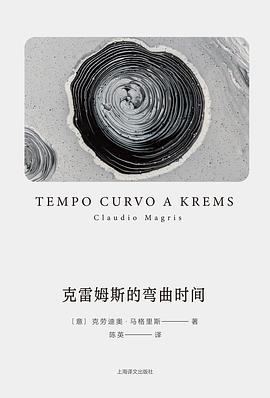 TEMPO CURVO A KREMS
Claudio Magris
克雷姆斯的弯曲时间
［意］克劳迪奥·马格里斯———著
陈英———译
上海译文出版社